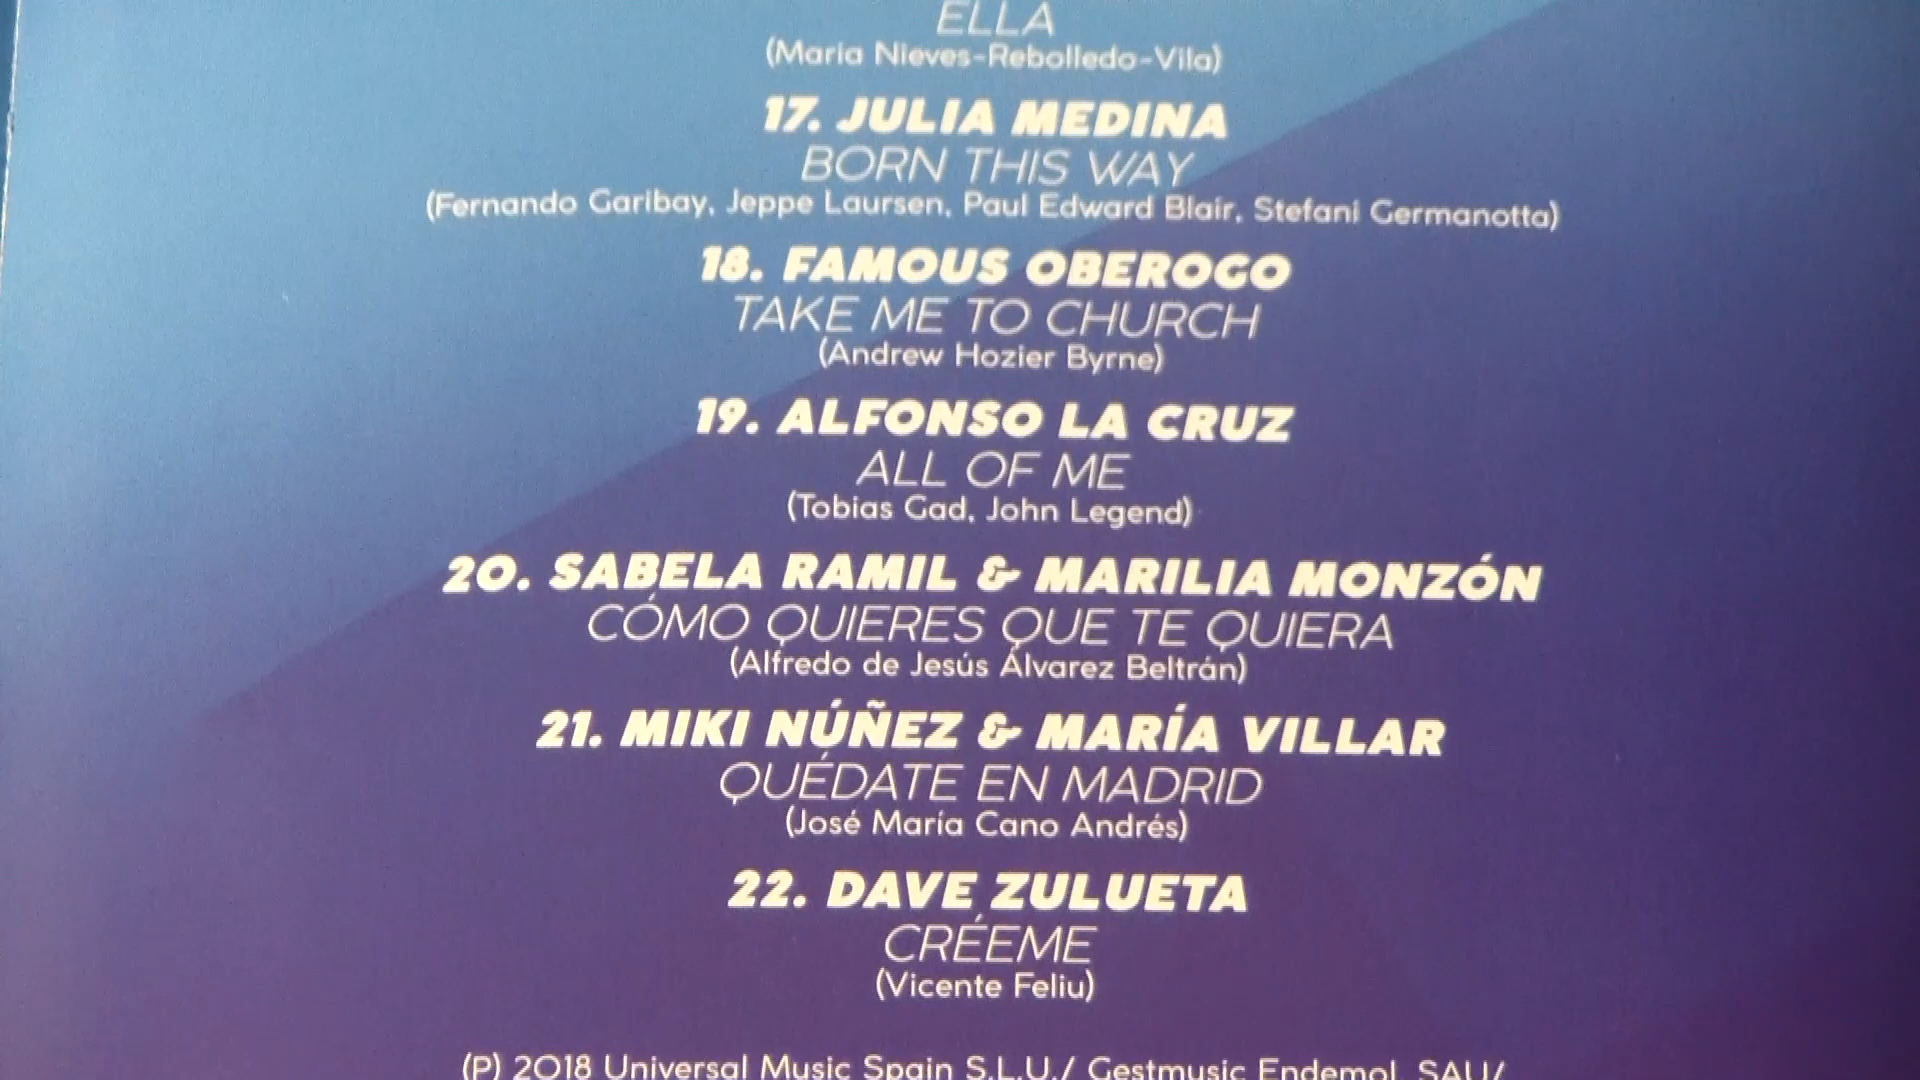 ELLA
(María Nieves-Rebolledo-Vila)
17. JULIA MEDINA
BORN THIS WAY
(Fernando Garibay, Jeppe Laursen, Paul Edward Blair, Stefani Germanotta)
18. FAMOUS OBEROGO
TAKE ME TO CHURCH
(Andrew Hozier Byrne)
19. ALFONSO LA CRUZ
ALL OF ME
(Tobias Gad, John Legend)
20. SABELA RAMIL & MARILIA MONZÓN
CÓMO QUIERES QUE TE QUIERA
(Alfredo de Jesús Álvarez Beltrán)
21. MIKI NÚÑEZ & MARÍA VILLAR
QUÉDATE EN MADRID
(José María Cano Andrés)
22. DAVE ZULUETA
CRÉEME
(Vicente Feliu)
(P) 2018 Universal Music Spain S.L.U./ Gestmusic Endemol, SAU/